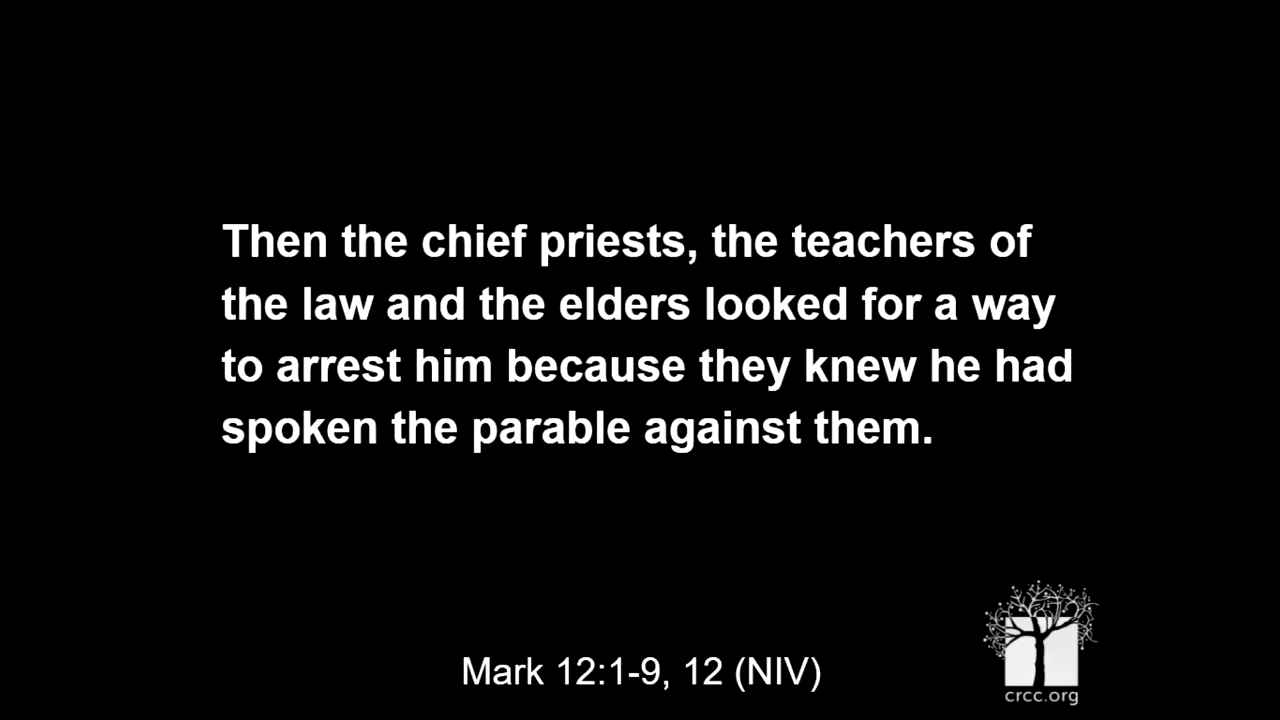 Then the chief priests, the teachers of
the law and the elders looked for a way
to arrest him because they knew he had
spoken the parable against them.
Mark 12:1-9, 12 (NIV)
crcc.org